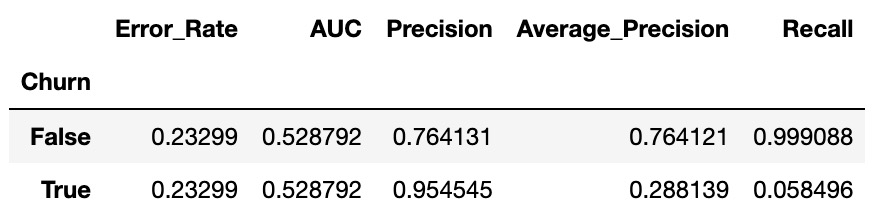 Error_Rate AUC Precision Average_Precision Recall
Churn
False 0.23299 0.528792 0.764131 0.764121 0.999088
True 0.23299 0.528792 0.954545 0.288139 0.058496